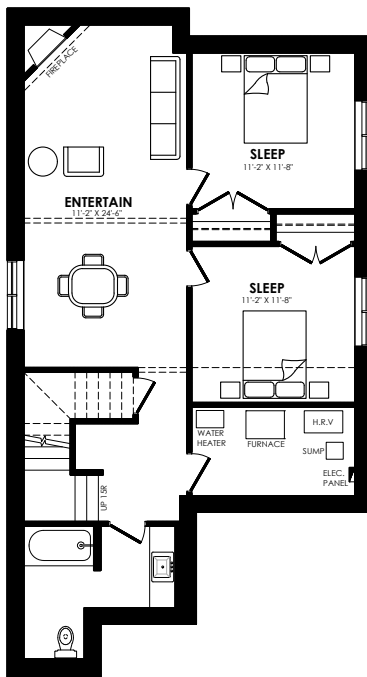 FIREPLACE
SLEEP
11'-2" X 11'-8"
ENTERTAIN
11'-2" X 24'-6"
SLEEP
11'-2" X 11'-8"
WATER
HEATER
FURNACE
H.R.V
SUMP
ELEC.
PANEL
UP 15R